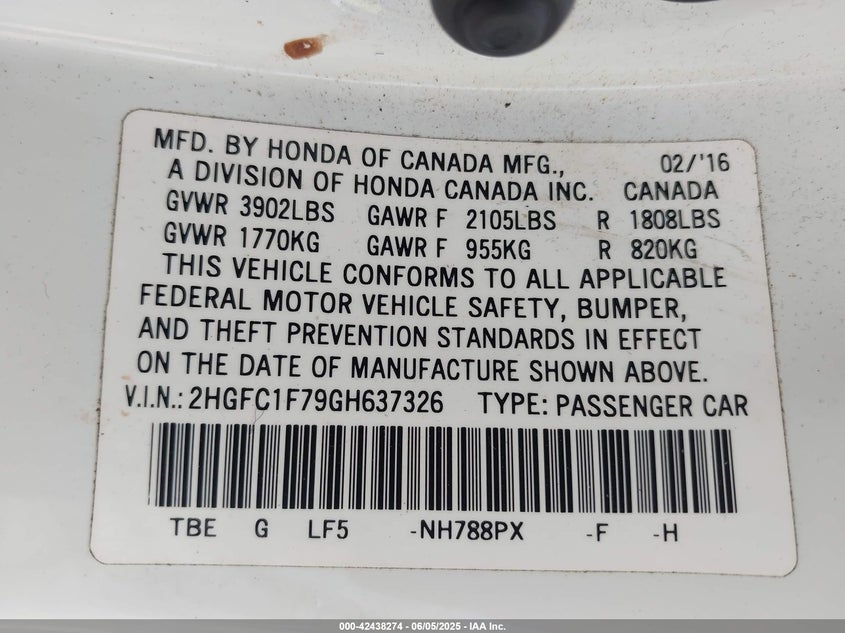 MFD. BY HONDA OF CANADA MFG., 02/'16
A DIVISION OF HONDA CANADA INC. CANADA
GVWR 3902LBS GAWR F 2105LBS R 1808LBS
GVWR 1770KG GAWR F 955KG R 820KG
THIS VEHICLE CONFORMS TO ALL APPLICABLE
FEDERAL MOTOR VEHICLE SAFETY, BUMPER,
AND THEFT PREVENTION STANDARDS IN EFFECT
ON THE DATE OF MANUFACTURE SHOWN ABOVE.
V.I.N.: 2HGFC1F79GH637326 TYPE: PASSENGER CAR
TBE G LF5 -NH788PX -F -H
000-42438274 - 06/05/2025 - IAA Inc.